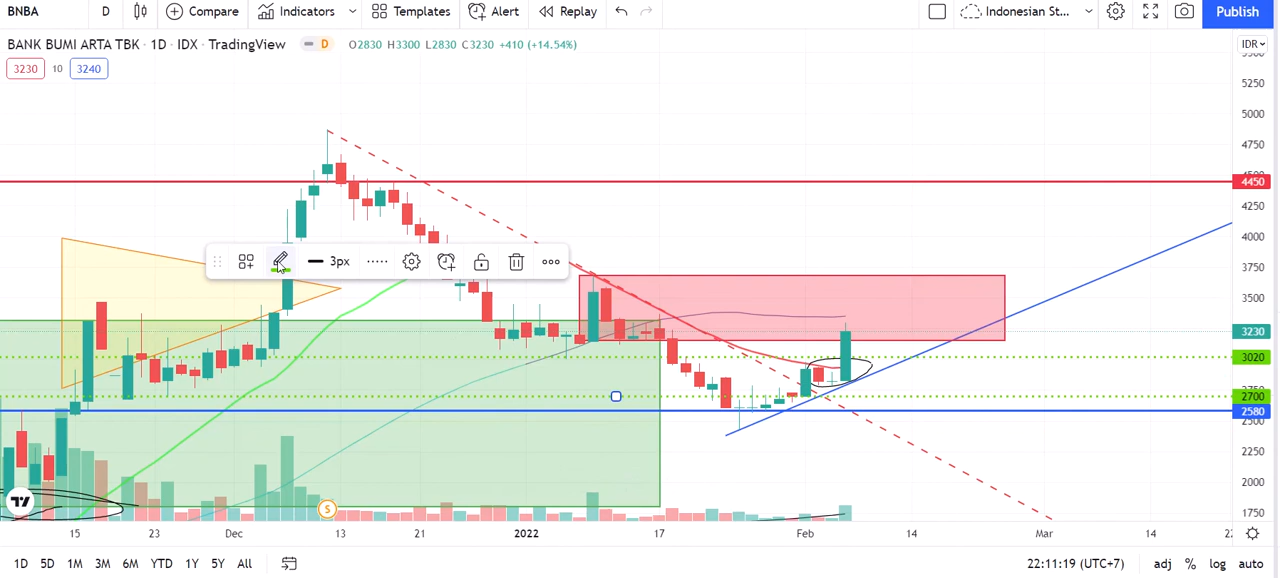 BNBA D Compare Indicators Templates Alert Replay Indonesian St... Publish
BANK BUMI ARTA TBK · 1D · IDX · TradingView D O2830 H3300 L2830 C3230 +410 (+14.54%) IDR
3230 10 3240
5250
5000
4750
4450
4250
4000
3px
3750
3500
3230
3020
2700
2580
2250
2000
S
1750
15 23 Dec 13 21 2022 17 Feb 14 Mar 14
1D 5D 1M 3M 6M YTD 1Y 5Y All 22:11:19 (UTC+7) adj % log auto